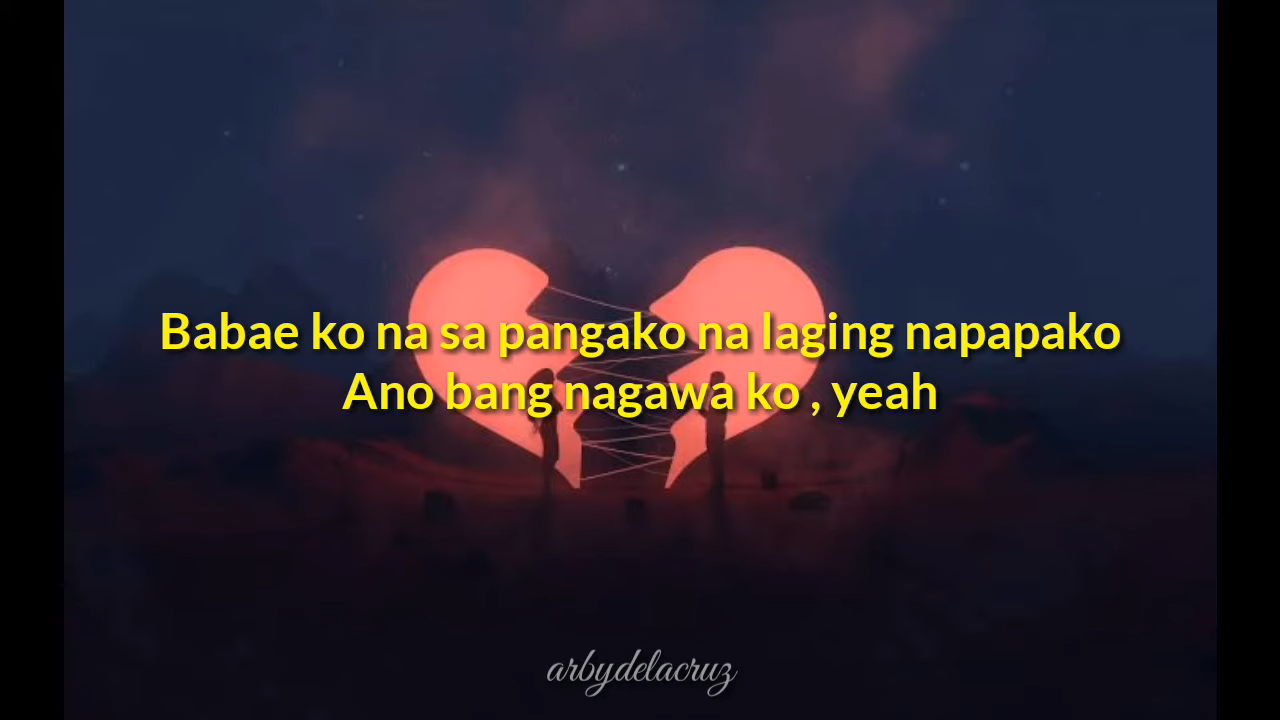 Babae ko na sa pangako na laging napapako
Ano bang nagawa ko , yeah
arbydelacruz